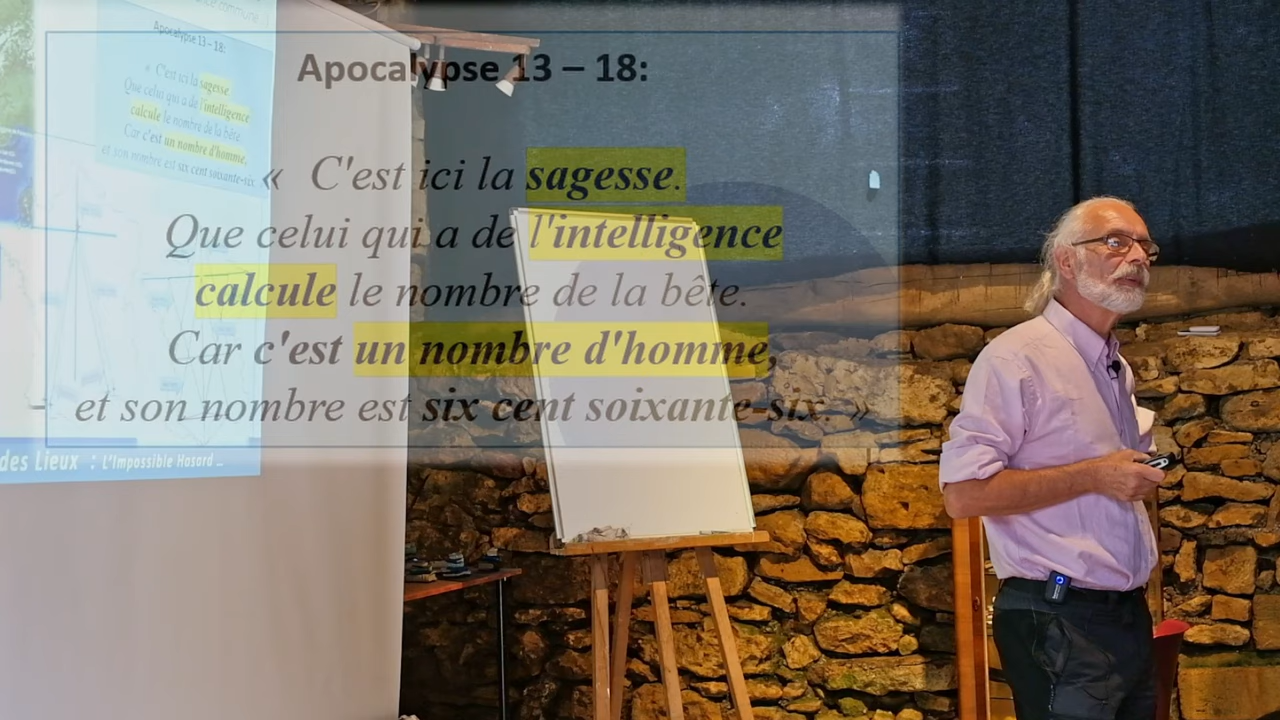 ance commune...
Apocalypse 13 – 18:
« C'est ici la sagesse.
Que celui qui a de l'intelligence
calcule le nombre de la bête.
Car c'est un nombre d'homme,
et son nombre est six cent soixante-six
des Lieux : L'Impossible Hasard ...
Apocalypse 13 – 18:
« C'est ici la sagesse.
Que celui qui a de l'intelligence
calcule le nombre de la bête.
Car c'est un nombre d'homme,
et son nombre est six cent soixante-six. »